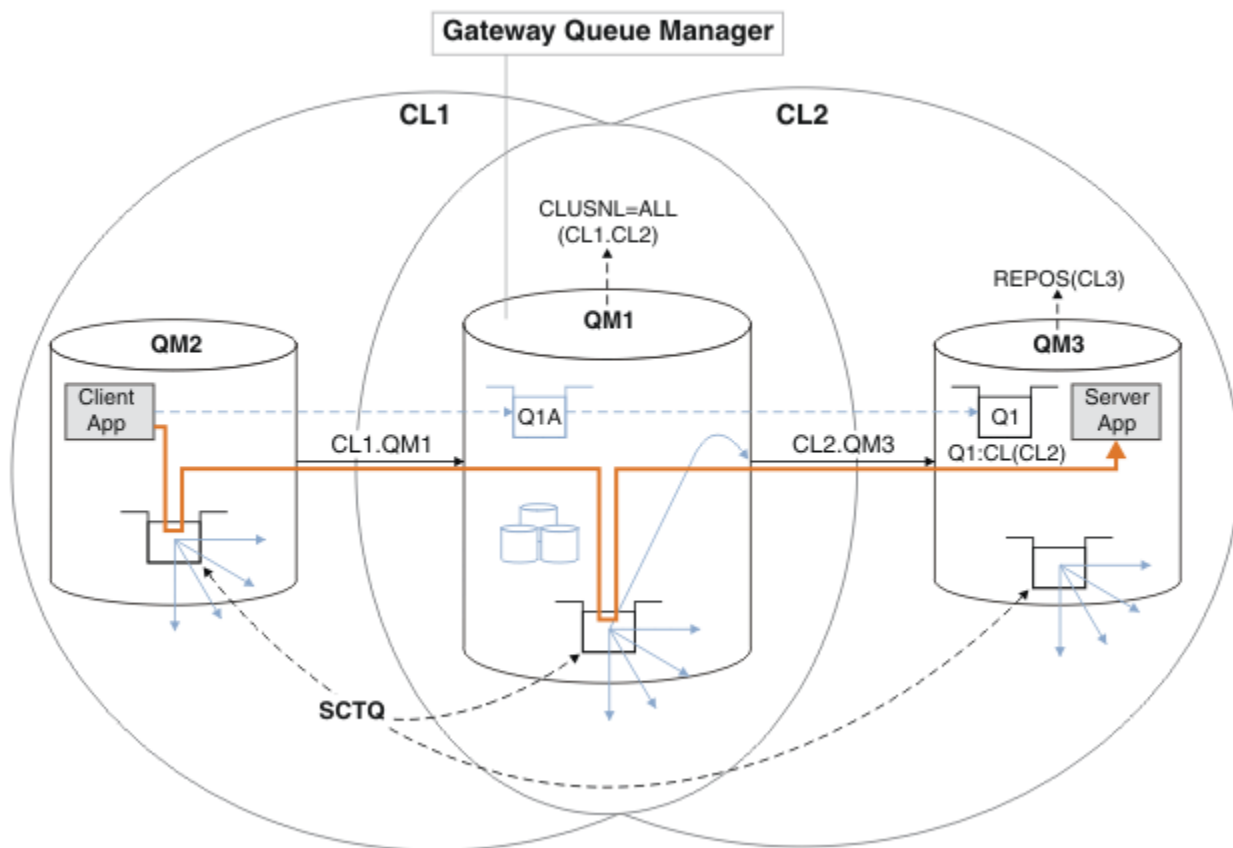 Gateway Queue Manager
CL1
CL2
CLUSNL=ALL
(CL1.CL2)
REPOS(CL3)
QM2
QM1
QM3
Client
App
Q1A
Q1
Server
App
CL1.QM1
CL2.QM3
Q1:CL(CL2)
SCTQ